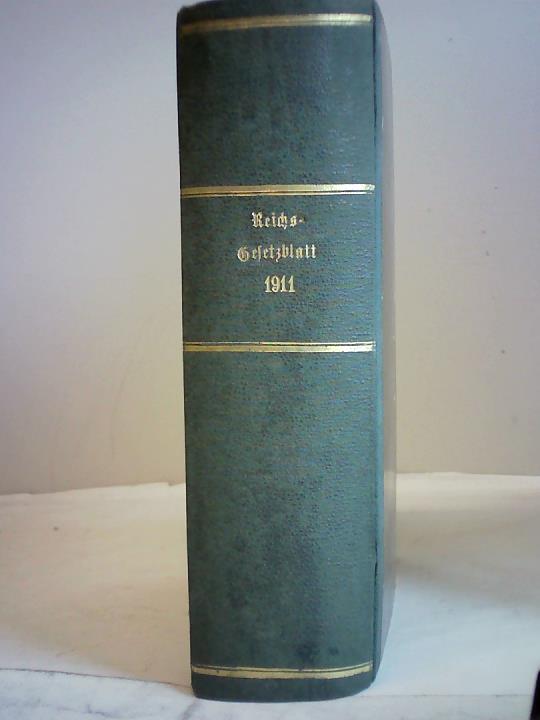 Reichs-
Gesetzblatt
1911